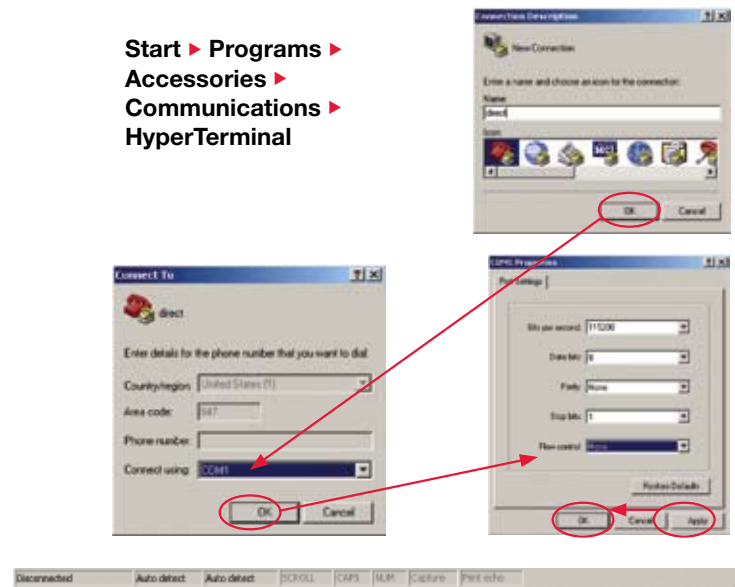 Start ▶ Programs ▶
Accessories ▶
Communications ▶
HyperTerminal
Connection Description
New Connection
Enter a name and choose an icon for the connection:
Name
direct
Icon:
OK
Cancel
Connect To
direct
Enter details for the phone number that you want to dial:
Country/region:
United States (1)
Area code:
Phone number:
Connect using:
COM1
OK
Cancel
COM1 Properties
Port Settings
Bits per second:
115200
Data bits:
8
Parity:
None
Stop bits:
1
Flow control:
None
Restore Defaults
OK
Cancel
Apply
Disconnected
Auto detect
Auto detect
SCROLL
CAPS
NUM
Capture
Print echo